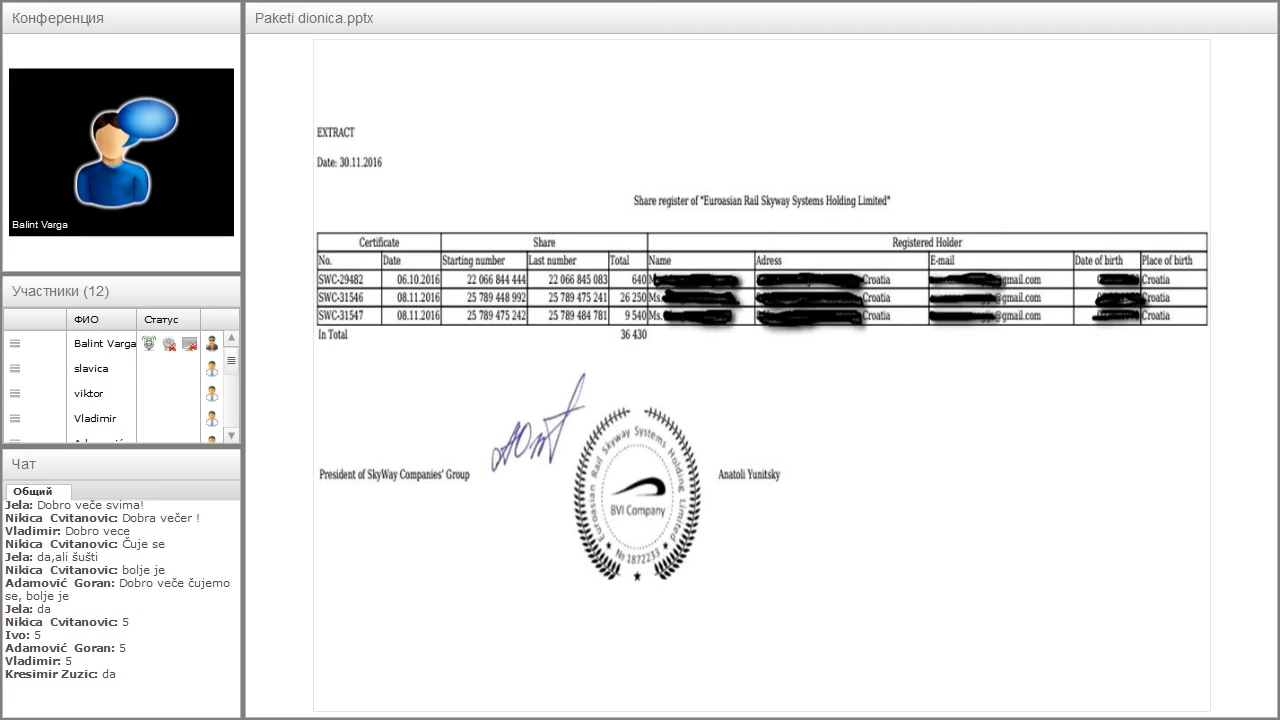 Конференция
Balint Varga
Участники (12)
ФИО Статус
Balint Varga
slavica
viktor
Vladimir
Чат
Общий
Jela: Dobro veče svima!
Nikica Cvitanovic: Dobra večer !
Vladimir: Dobro vece
Nikica Cvitanovic: Čuje se
Jela: da,ali šušti
Nikica Cvitanovic: bolje je
Adamović Goran: Dobro veče čujemo
se, bolje je
Jela: da
Nikica Cvitanovic: 5
Ivo: 5
Adamović Goran: 5
Vladimir: 5
Kresimir Zuzic: da
Paketi dionica.pptx
EXTRACT
Date: 30.11.2016
Share register of "Euroasian Rail Skyway Systems Holding Limited"
Certificate Share Registered Holder
No. Date Starting number Last number Total Name Adress E-mail Date of birth Place of birth
SWC-29482 06.10.2016 22 066 844 444 22 066 845 083 640 Croatia gmail.com Croatia
SWC-31546 08.11.2016 25 789 448 992 25 789 475 241 26 250 Ms. Croatia @gmail.com Croatia
SWC-31547 08.11.2016 25 789 475 242 25 789 484 781 9 540 Ms. Croatia @gmail.com Croatia
In Total 36 430
President of SkyWay Companies' Group
Euroasian Rail Skyway Systems Holding Limited
BVI Company
№ 1872233
Anatoli Yunitsky